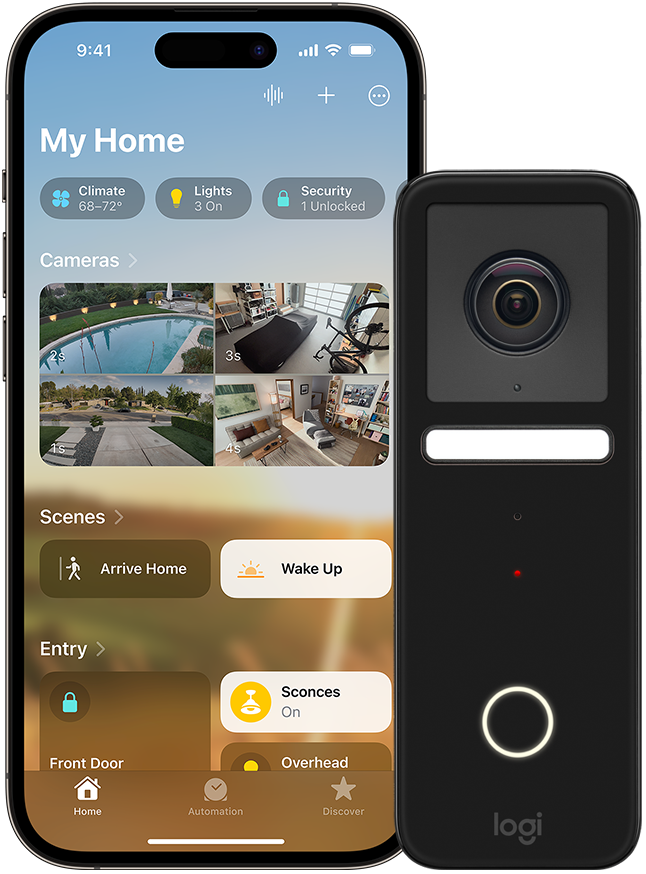 9:41
My Home
Climate
68–72°
Lights
3 On
Security
1 Unlocked
Cameras
2s
3s
1s
4s
Scenes
Arrive Home
Wake Up
Entry
Sconces
On
Front Door
Overhead
Home
Automation
Discover
logi